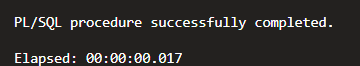 PL/SQL procedure successfully completed.
Elapsed: 00:00:00.017